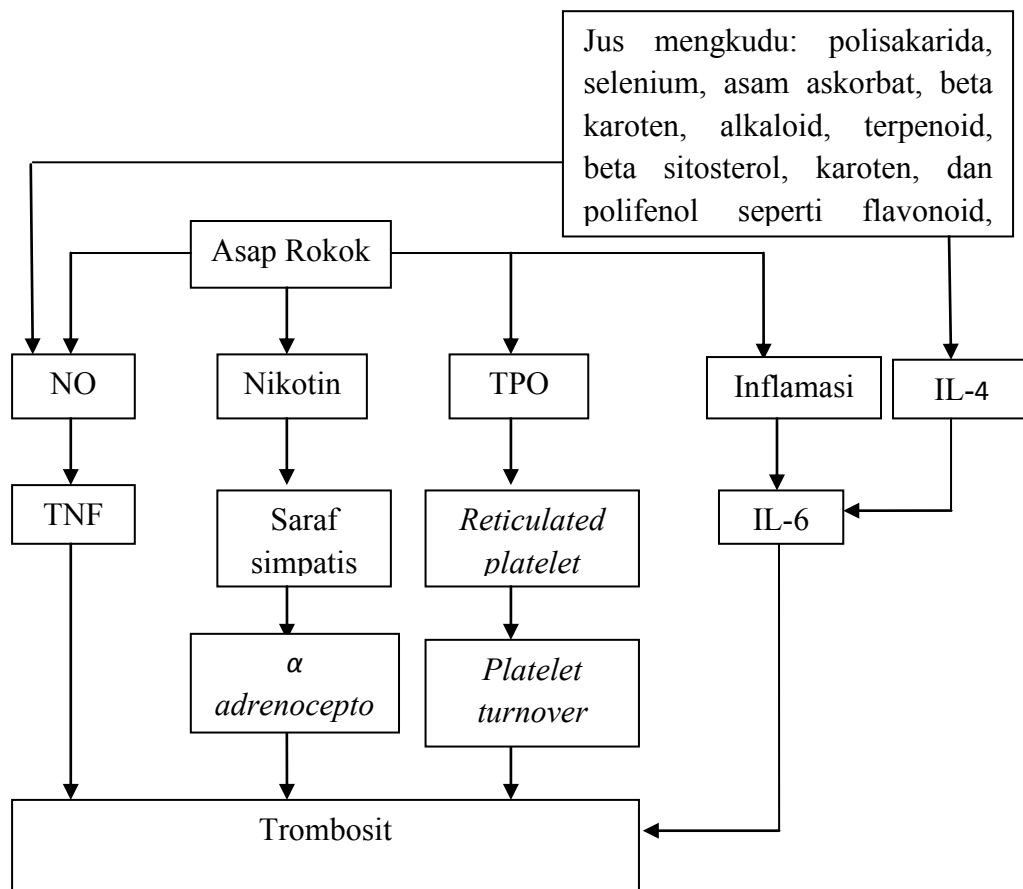 Jus mengkudu: polisakarida,
selenium, asam askorbat, beta
karoten, alkaloid, terpenoid,
beta sitosterol, karoten, dan
polifenol seperti flavonoid,
Asap Rokok
NO
Nikotin
TPO
Inflamasi
IL-4
TNF
Saraf
simpatis
Reticulated
platelet
IL-6
α
adrenocepto
Platelet
turnover
Trombosit